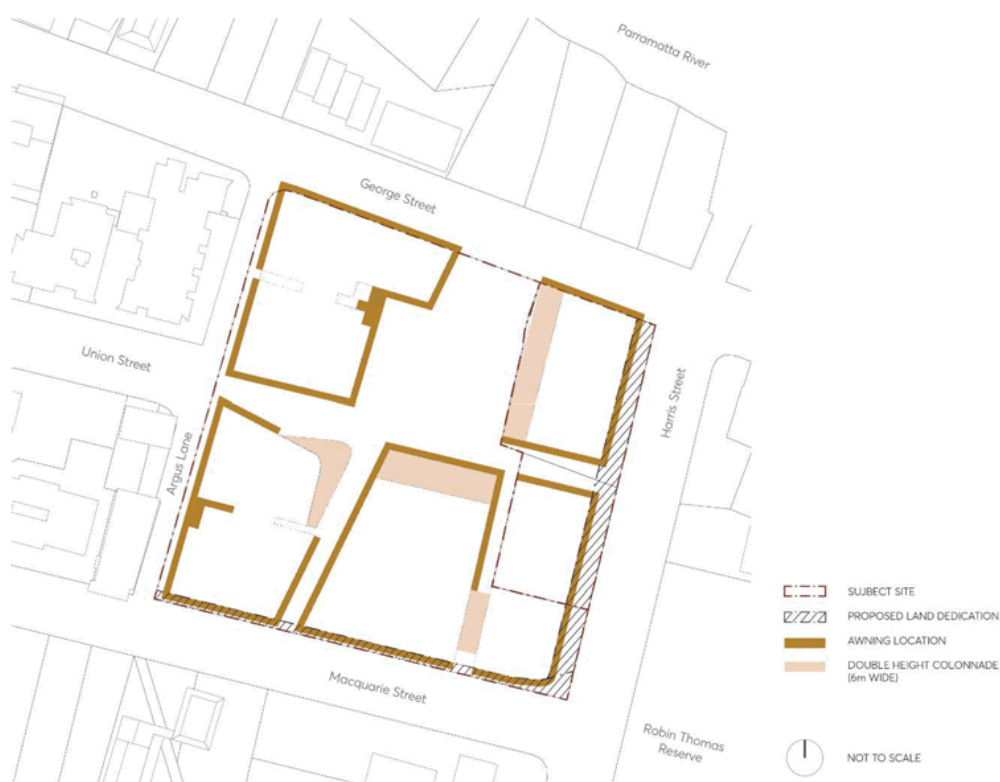 Parramatta River
George Street
Union Street
Harris Street
Argus Lane
Macquarie Street
Robin Thomas
Reserve
SUJBECT SITE
PROPOSED LAND DEDICATION
AWNING LOCATION
DOUBLE HEIGHT COLONNADE
(6m WIDE)
NOT TO SCALE